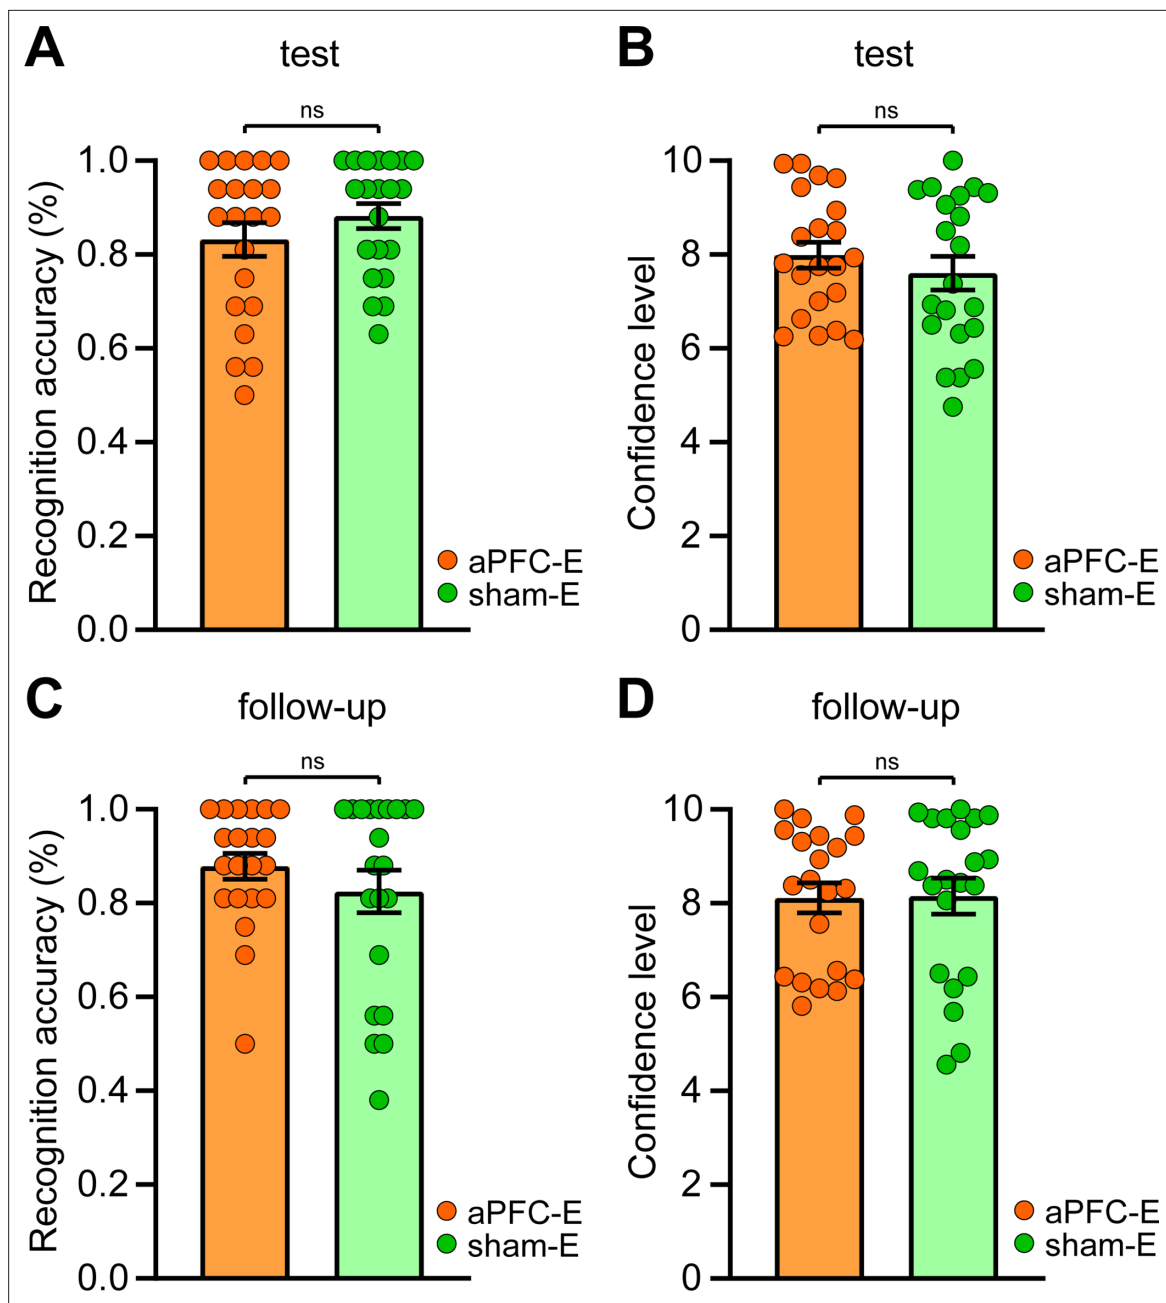 A
test
ns
Recognition accuracy (%)
1.0
0.8
0.6
0.4
0.2
0.0
aPFC-E
sham-E
B
test
ns
Confidence level
10
8
6
4
2
0
aPFC-E
sham-E
C
follow-up
ns
Recognition accuracy (%)
1.0
0.8
0.6
0.4
0.2
0.0
aPFC-E
sham-E
D
follow-up
ns
Confidence level
10
8
6
4
2
0
aPFC-E
sham-E